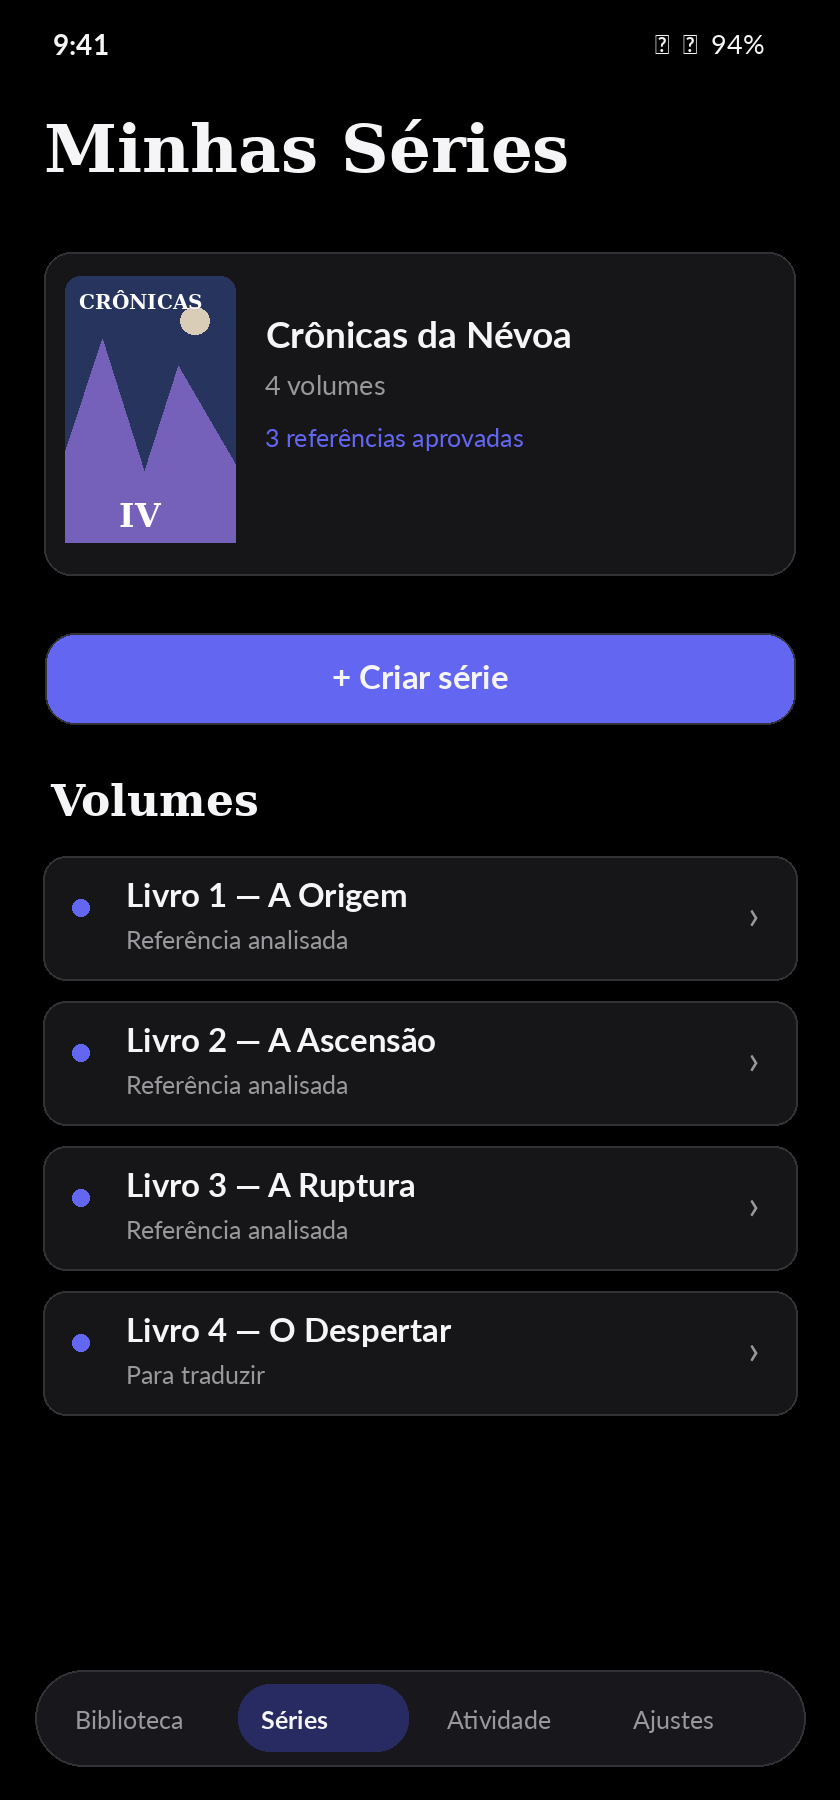 9:41
94%
Minhas Séries
CRÔNICAS
IV
Crônicas da Névoa
4 volumes
3 referências aprovadas
+ Criar série
Volumes
Livro 1 — A Origem
Referência analisada
›
Livro 2 — A Ascensão
Referência analisada
›
Livro 3 — A Ruptura
Referência analisada
›
Livro 4 — O Despertar
Para traduzir
›
Biblioteca Séries Atividade Ajustes